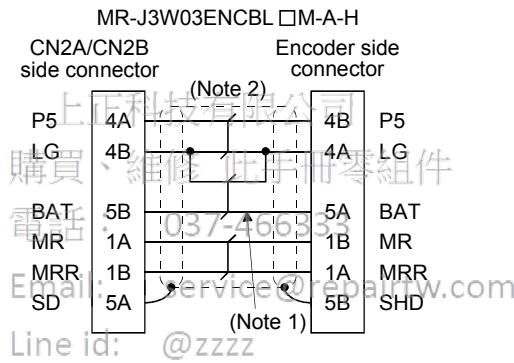 MR-J3W03ENCBL □M-A-H
CN2A/CN2B side connector
Encoder side connector
(Note 2)
上正科技有限公司
P5 4A 4B P5
LG 4B 4A LG
購買、維修 此手冊零組件
BAT 5B 5A BAT
電話： 037-466333
MR 1A 1B MR
MRR 1B 1A MRR
Email: service@repairtw.com
SD 5A 5B SHD
(Note 1)
Line id: @zzzz